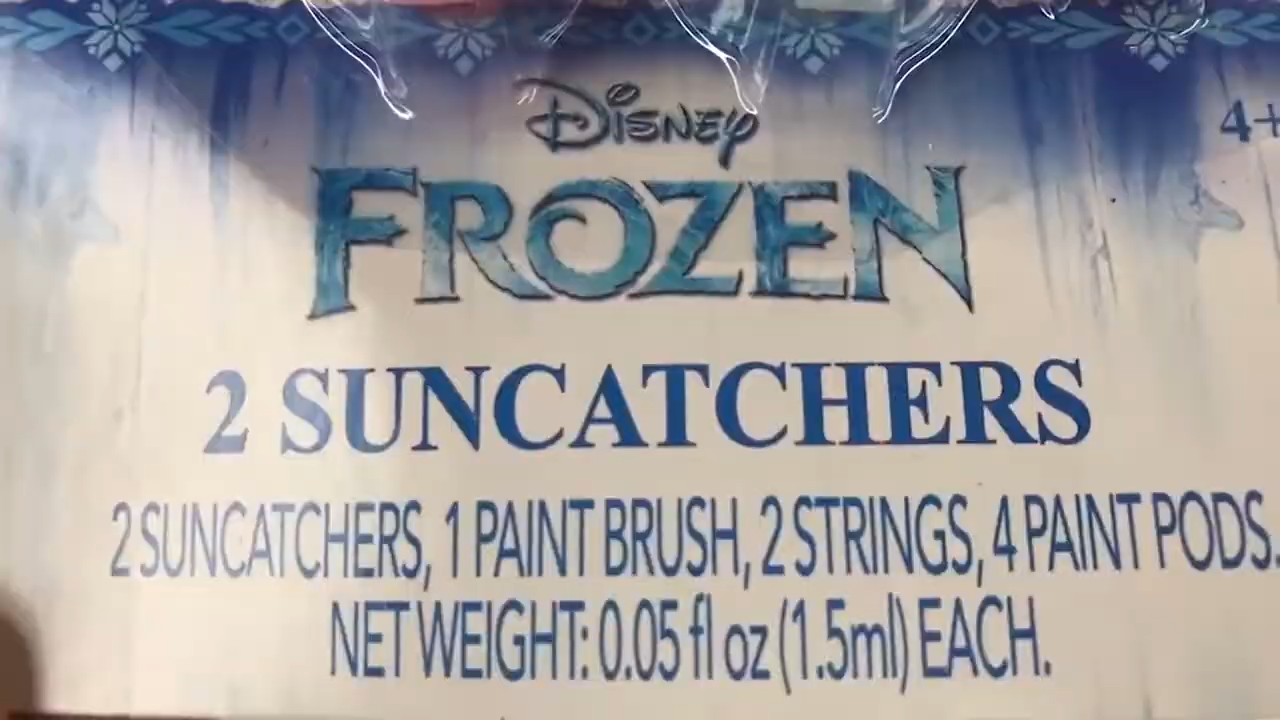 Disney
4+
FROZEN
2 SUNCATCHERS
2 SUNCATCHERS, 1 PAINT BRUSH, 2 STRINGS, 4 PAINT PODS.
NET WEIGHT: 0.05 fl oz (1.5ml) EACH.